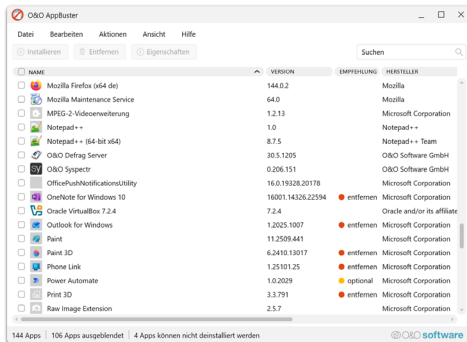 O&O AppBuster
Datei Bearbeiten Aktionen Ansicht Hilfe
Installieren Entfernen Eigenschaften Suchen
NAME VERSION EMPFEHLUNG HERSTELLER
Mozilla Firefox (x64 de) 144.0.2 Mozilla
Mozilla Maintenance Service 64.0 Mozilla
MPEG-2-Videoerweiterung 1.2.13 Microsoft Corporation
Notepad++ 1.0 Notepad++
Notepad++ (64-bit x64) 8.7.5 Notepad++ Team
O&O Defrag Server 30.5.1205 O&O Software GmbH
O&O Syspectr 0.206.151 O&O Software GmbH
OfficePushNotificationsUtility 16.0.19328.20178 Microsoft Corporation
OneNote for Windows 10 16001.14326.22594 entfernen Microsoft Corporation
Oracle VirtualBox 7.2.4 7.2.4 Oracle and/or its affiliate
Outlook for Windows 1.2025.1007 entfernen Microsoft Corporation
Paint 11.2509.441 Microsoft Corporation
Paint 3D 6.2410.13017 entfernen Microsoft Corporation
Phone Link 1.25101.25 entfernen Microsoft Corporation
Power Automate 1.0.2029 optional Microsoft Corporation
Print 3D 3.3.791 entfernen Microsoft Corporation
Raw Image Extension 2.5.7 Microsoft Corporation
144 Apps 106 Apps ausgeblendet 4 Apps können nicht deinstalliert werden O&O software